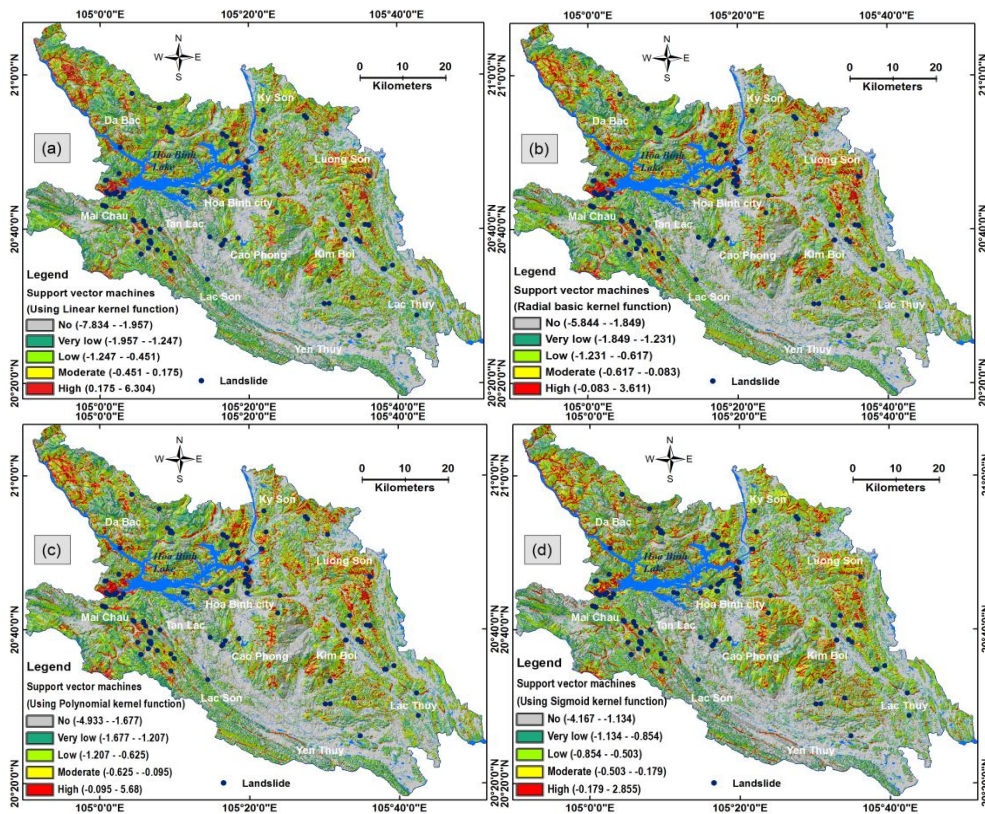 105°0'0"E 105°20'0"E 105°40'0"E
21°0'0"N
20°40'0"N
20°20'0"N
N
W E
S
0 10 20
Kilometers
(a)
Ky Son
Da Bac
Hoa Binh
Lake
Luong Son
Hoa Binh city
Mai Chau
Tan Lac
Cao Phong
Kim Boi
Lac Son
Lac Thuy
Yen Thuy
Legend
Support vector machines
(Using Linear kernel function)
No (-7.834 - -1.957)
Very low (-1.957 - -1.247)
Low (-1.247 - -0.451)
Moderate (-0.451 - 0.175)
High (0.175 - 6.304)
Landslide
105°0'0"E 105°20'0"E 105°40'0"E
105°0'0"E 105°20'0"E 105°40'0"E
21°0'0"N
20°40'0"N
20°20'0"N
N
W E
S
0 10 20
Kilometers
(b)
Ky Son
Da Bac
Hoa Binh
Lake
Luong Son
Hoa Binh city
Mai Chau
Tan Lac
Cao Phong
Kim Boi
Lac Son
Lac Thuy
Yen Thuy
Legend
Support vector machines
(Radial basic kernel function)
No (-5.844 - -1.849)
Very low (-1.849 - -1.231)
Low (-1.231 - -0.617)
Moderate (-0.617 - -0.083)
High (-0.083 - 3.611)
Landslide
105°0'0"E 105°20'0"E 105°40'0"E
21°0'0"N
20°40'0"N
20°20'0"N
N
W E
S
0 10 20
Kilometers
(c)
Ky Son
Da Bac
Hoa Binh
Lake
Luong Son
Hoa Binh city
Mai Chau
Tan Lac
Cao Phong
Kim Boi
Lac Son
Lac Thuy
Yen Thuy
Legend
Support vector machines
(Using Polynomial kernel function)
No (-4.933 - -1.677)
Very low (-1.677 - -1.207)
Low (-1.207 - -0.625)
Moderate (-0.625 - -0.095)
High (-0.095 - 5.68)
Landslide
105°0'0"E 105°20'0"E 105°40'0"E
21°0'0"N
20°40'0"N
20°20'0"N
N
W E
S
0 10 20
Kilometers
(d)
Ky Son
Da Bac
Hoa Binh
Lake
Luong Son
Hoa Binh city
Mai Chau
Tan Lac
Cao Phong
Kim Boi
Lac Son
Lac Thuy
Yen Thuy
Legend
Support vector machines
(Using Sigmoid kernel function)
No (-4.167 - -1.134)
Very low (-1.134 - -0.854)
Low (-0.854 - -0.503)
Moderate (-0.503 - -0.179)
High (-0.179 - 2.855)
Landslide
105°0'0"E 105°20'0"E 105°40'0"E